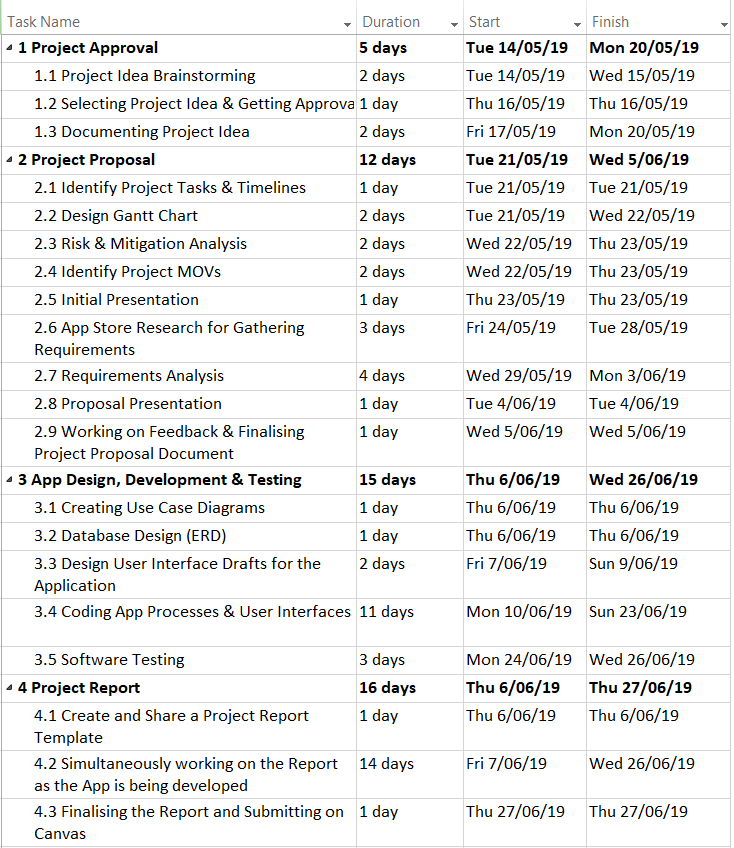 Task Name Duration Start Finish
1 Project Approval 5 days Tue 14/05/19 Mon 20/05/19
1.1 Project Idea Brainstorming 2 days Tue 14/05/19 Wed 15/05/19
1.2 Selecting Project Idea & Getting Approva 1 day Thu 16/05/19 Thu 16/05/19
1.3 Documenting Project Idea 2 days Fri 17/05/19 Mon 20/05/19
2 Project Proposal 12 days Tue 21/05/19 Wed 5/06/19
2.1 Identify Project Tasks & Timelines 1 day Tue 21/05/19 Tue 21/05/19
2.2 Design Gantt Chart 2 days Tue 21/05/19 Wed 22/05/19
2.3 Risk & Mitigation Analysis 2 days Wed 22/05/19 Thu 23/05/19
2.4 Identify Project MOVs 2 days Wed 22/05/19 Thu 23/05/19
2.5 Initial Presentation 1 day Thu 23/05/19 Thu 23/05/19
2.6 App Store Research for Gathering 3 days Fri 24/05/19 Tue 28/05/19
Requirements
2.7 Requirements Analysis 4 days Wed 29/05/19 Mon 3/06/19
2.8 Proposal Presentation 1 day Tue 4/06/19 Tue 4/06/19
2.9 Working on Feedback & Finalising 1 day Wed 5/06/19 Wed 5/06/19
Project Proposal Document
3 App Design, Development & Testing 15 days Thu 6/06/19 Wed 26/06/19
3.1 Creating Use Case Diagrams 1 day Thu 6/06/19 Thu 6/06/19
3.2 Database Design (ERD) 1 day Thu 6/06/19 Thu 6/06/19
3.3 Design User Interface Drafts for the 2 days Fri 7/06/19 Sun 9/06/19
Application
3.4 Coding App Processes & User Interfaces 11 days Mon 10/06/19 Sun 23/06/19
3.5 Software Testing 3 days Mon 24/06/19 Wed 26/06/19
4 Project Report 16 days Thu 6/06/19 Thu 27/06/19
4.1 Create and Share a Project Report 1 day Thu 6/06/19 Thu 6/06/19
Template
4.2 Simultaneously working on the Report 14 days Fri 7/06/19 Wed 26/06/19
as the App is being developed
4.3 Finalising the Report and Submitting on 1 day Thu 27/06/19 Thu 27/06/19
Canvas